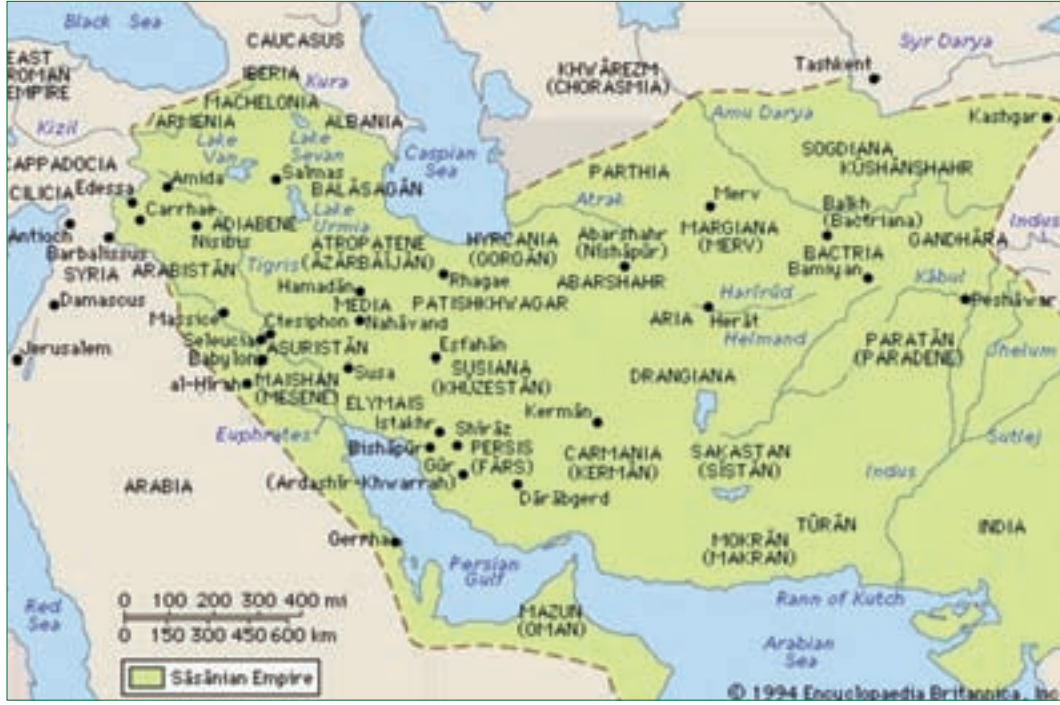 Black Sea
CAUCASUS
EAST
ROMAN
EMPIRE
IBERIA
Kura
KHWĀREZM
(CHORASMIA)
Tashkent
Syr Darya
MACHELONIA
ARMENIA
ALBANIA
Kizil
Lake
Van
Lake
Sevan
Caspian
Sea
Amu Darya
Kashgar
CAPPADOCIA
SOGDIANA
KŪSHĀNSHAHR
CILICIA
Edessa
Amida
Salmas
BALĀSAGĀN
PARTHIA
Atrak
Merv
MARGIANA
(MERV)
Balkh
(Bactriana)
BACTRIA
Bamiyan
Indus
GANDHĀRA
Carrhae
ADIABENE
Nisibis
Lake
Urmia
Antioch
Barbalissus
SYRIA
ARABISTĀN
Tigris
ATROPATENE
(ĀZĀRBĀIJĀN)
HYRCANIA
(GORGĀN)
Abarshahr
(Nīshāpūr)
ABARSHAHR
Rhagae
Hamadān
MEDIA
Nahāvand
PATISHKHWAGAR
Harīrūd
ARIA
Herāt
Helmand
Kābul
Peshāwar
PARATĀN
(PARADENE)
Jhelum
Damascus
Massice
Ctesiphon
Seleucia
ASURISTĀN
Babylon
al-Hīrah
MAISHĀN
(MESENE)
Jerusalem
Esfahān
SUSIANA
(KHŪZESTĀN)
Susa
ELYMAIS
DRANGIANA
Kermān
Istakhr
Shīrāz
Euphrates
Bishāpūr
PERSIS
(FĀRS)
Gūr
(Ardashīr-Khwarrah)
CARMANIA
(KERMĀN)
SAKASTAN
(SĪSTĀN)
Indus
Sutlej
Dārābgerd
ARABIA
Gerrha
MOKRĀN
(MAKRAN)
TŪRĀN
INDIA
Persian
Gulf
MAZUN
(OMAN)
Rann of Kutch
Arabian
Sea
Red
Sea
0 100 200 300 400 mi
0 150 300 450 600 km
Sāsānian Empire
© 1994 Encyclopaedia Britannica, Inc